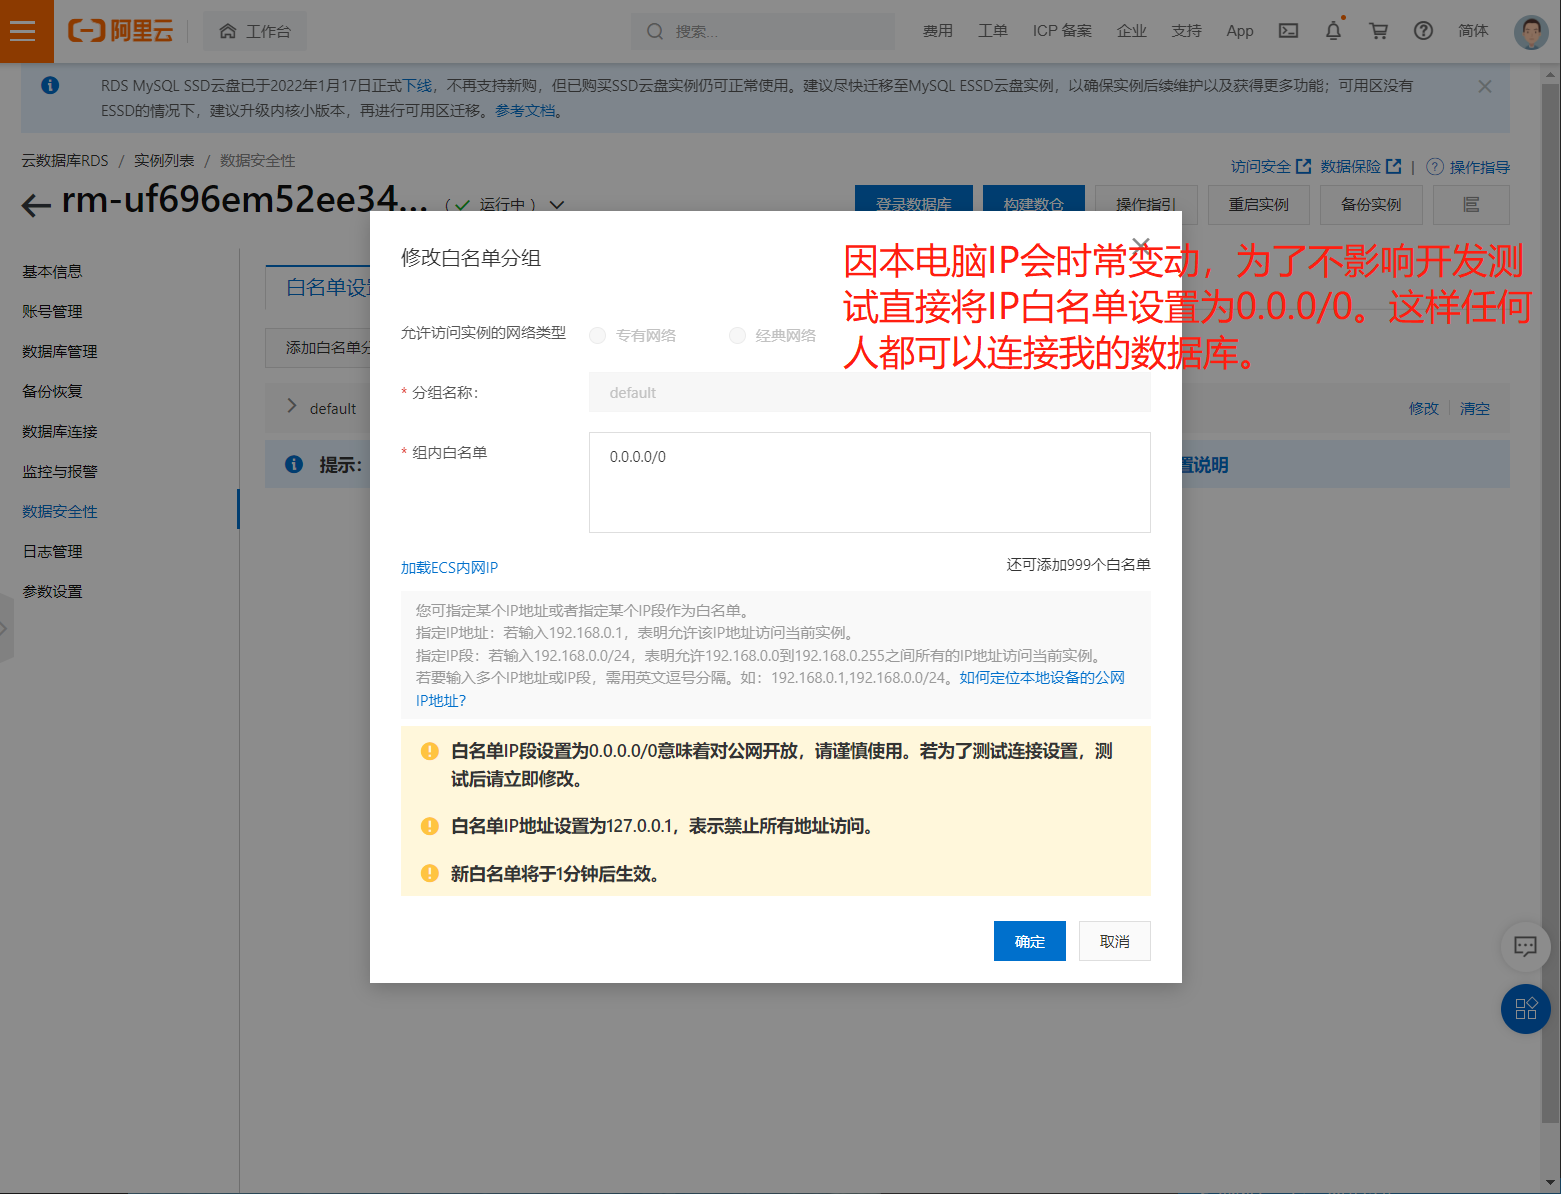 阿里云
工作台
搜索...
费用
工单
ICP 备案
企业
支持
App
简体
RDS MySQL SSD云盘已于2022年1月17日正式下线，不再支持新购，但已购买SSD云盘实例仍可正常使用。建议尽快迁移至MySQL ESSD云盘实例，以确保实例后续维护以及获得更多功能；可用区没有
ESSD的情况下，建议升级内核小版本，再进行可用区迁移。参考文档。
云数据库RDS / 实例列表 / 数据安全性
访问安全 数据保险 | 操作指导
rm-uf696em52ee34... ( 运行中 )
登录数据库
构建数仓
操作指引
重启实例
备份实例
基本信息
账号管理
数据库管理
备份恢复
数据库连接
监控与报警
数据安全性
日志管理
参数设置
白名单设
添加白名单分
default
修改
清空
提示:
置说明
因本电脑IP会时常变动，为了不影响开发测
试直接将IP白名单设置为0.0.0/0。这样任何
人都可以连接我的数据库。
修改白名单分组
允许访问实例的网络类型
专有网络
经典网络
* 分组名称:
default
* 组内白名单
0.0.0.0/0
加载ECS内网IP
还可添加999个白名单
您可指定某个IP地址或者指定某个IP段作为白名单。
指定IP地址：若输入192.168.0.1，表明允许该IP地址访问当前实例。
指定IP段：若输入192.168.0.0/24，表明允许192.168.0.0到192.168.0.255之间所有的IP地址访问当前实例。
若要输入多个IP地址或IP段，需用英文逗号分隔。如：192.168.0.1,192.168.0.0/24。如何定位本地设备的公网
IP地址?
白名单IP段设置为0.0.0.0/0意味着对公网开放，请谨慎使用。若为了测试连接设置，测
试后请立即修改。
白名单IP地址设置为127.0.0.1，表示禁止所有地址访问。
新白名单将于1分钟后生效。
确定
取消